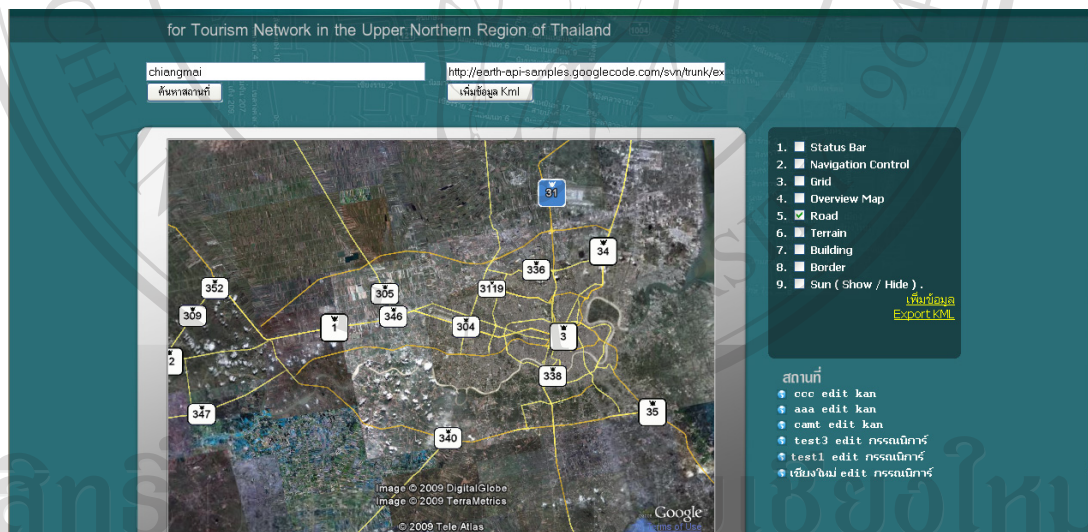 for Tourism Network in the Upper Northern Region of Thailand
chiangmai
http://earth-api-samples.googlecode.com/svn/trunk/ex
ค้นหาสถานที่
เพิ่มข้อมูล Kml
31
34
336
3119
352
305
309
346
304
1
3
2
338
347
35
340
Image © 2009 DigitalGlobe
Image © 2009 TerraMetrics
© 2009 Tele Atlas
Google
Terms of Use
1. Status Bar
2. Navigation Control
3. Grid
4. Overview Map
5. Road
6. Terrain
7. Building
8. Border
9. Sun ( Show / Hide ) .
เพิ่มข้อมูล
Export KML
สถานที่
ccc edit kan
aaa edit kan
camt edit kan
test3 edit กรรณนิการ์
test1 edit กรรณนิการ์
เชียงใหม่ edit กรรณนิการ์